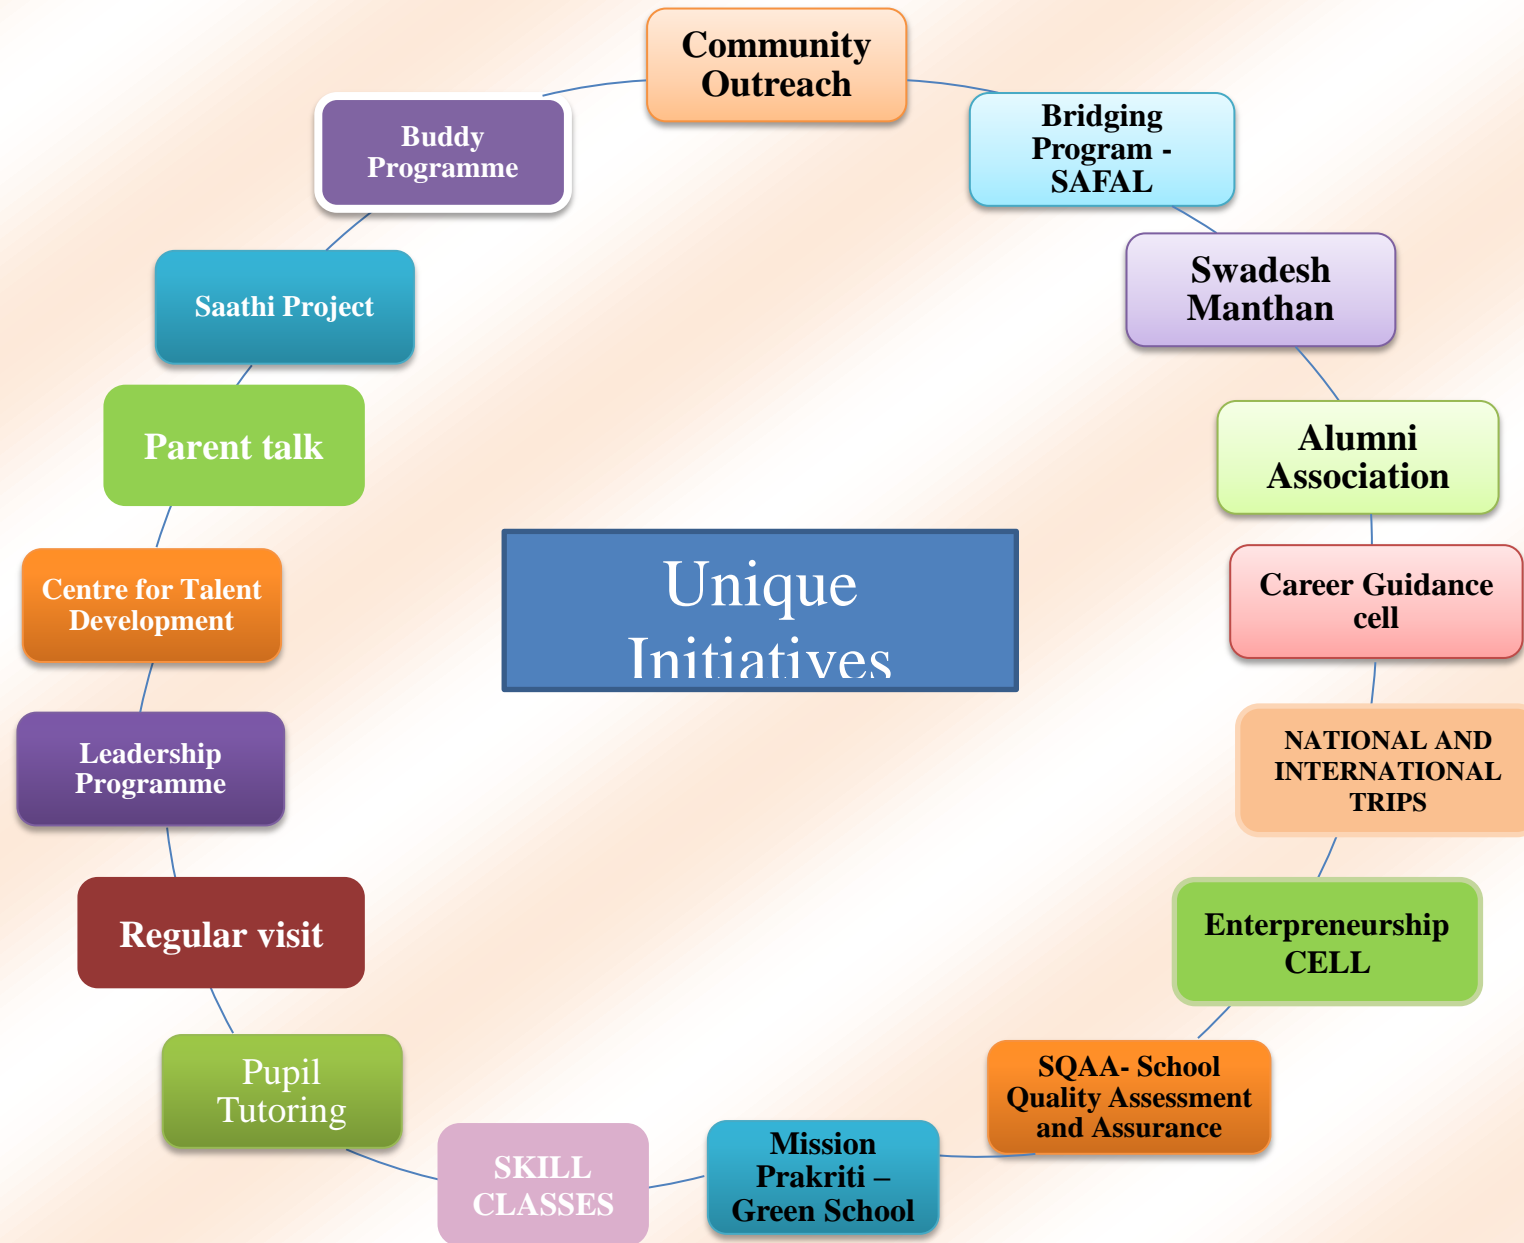 Community
Outreach
Bridging
Program -
SAFAL
Swadesh
Manthan
Alumni
Association
Career Guidance
cell
NATIONAL AND
INTERNATIONAL
TRIPS
Enterpreneurship
CELL
SQAA- School
Quality Assessment
and Assurance
Mission
Prakriti –
Green School
SKILL
CLASSES
Pupil
Tutoring
Regular visit
Leadership
Programme
Centre for Talent
Development
Parent talk
Saathi Project
Buddy
Programme
Unique
Initiatives